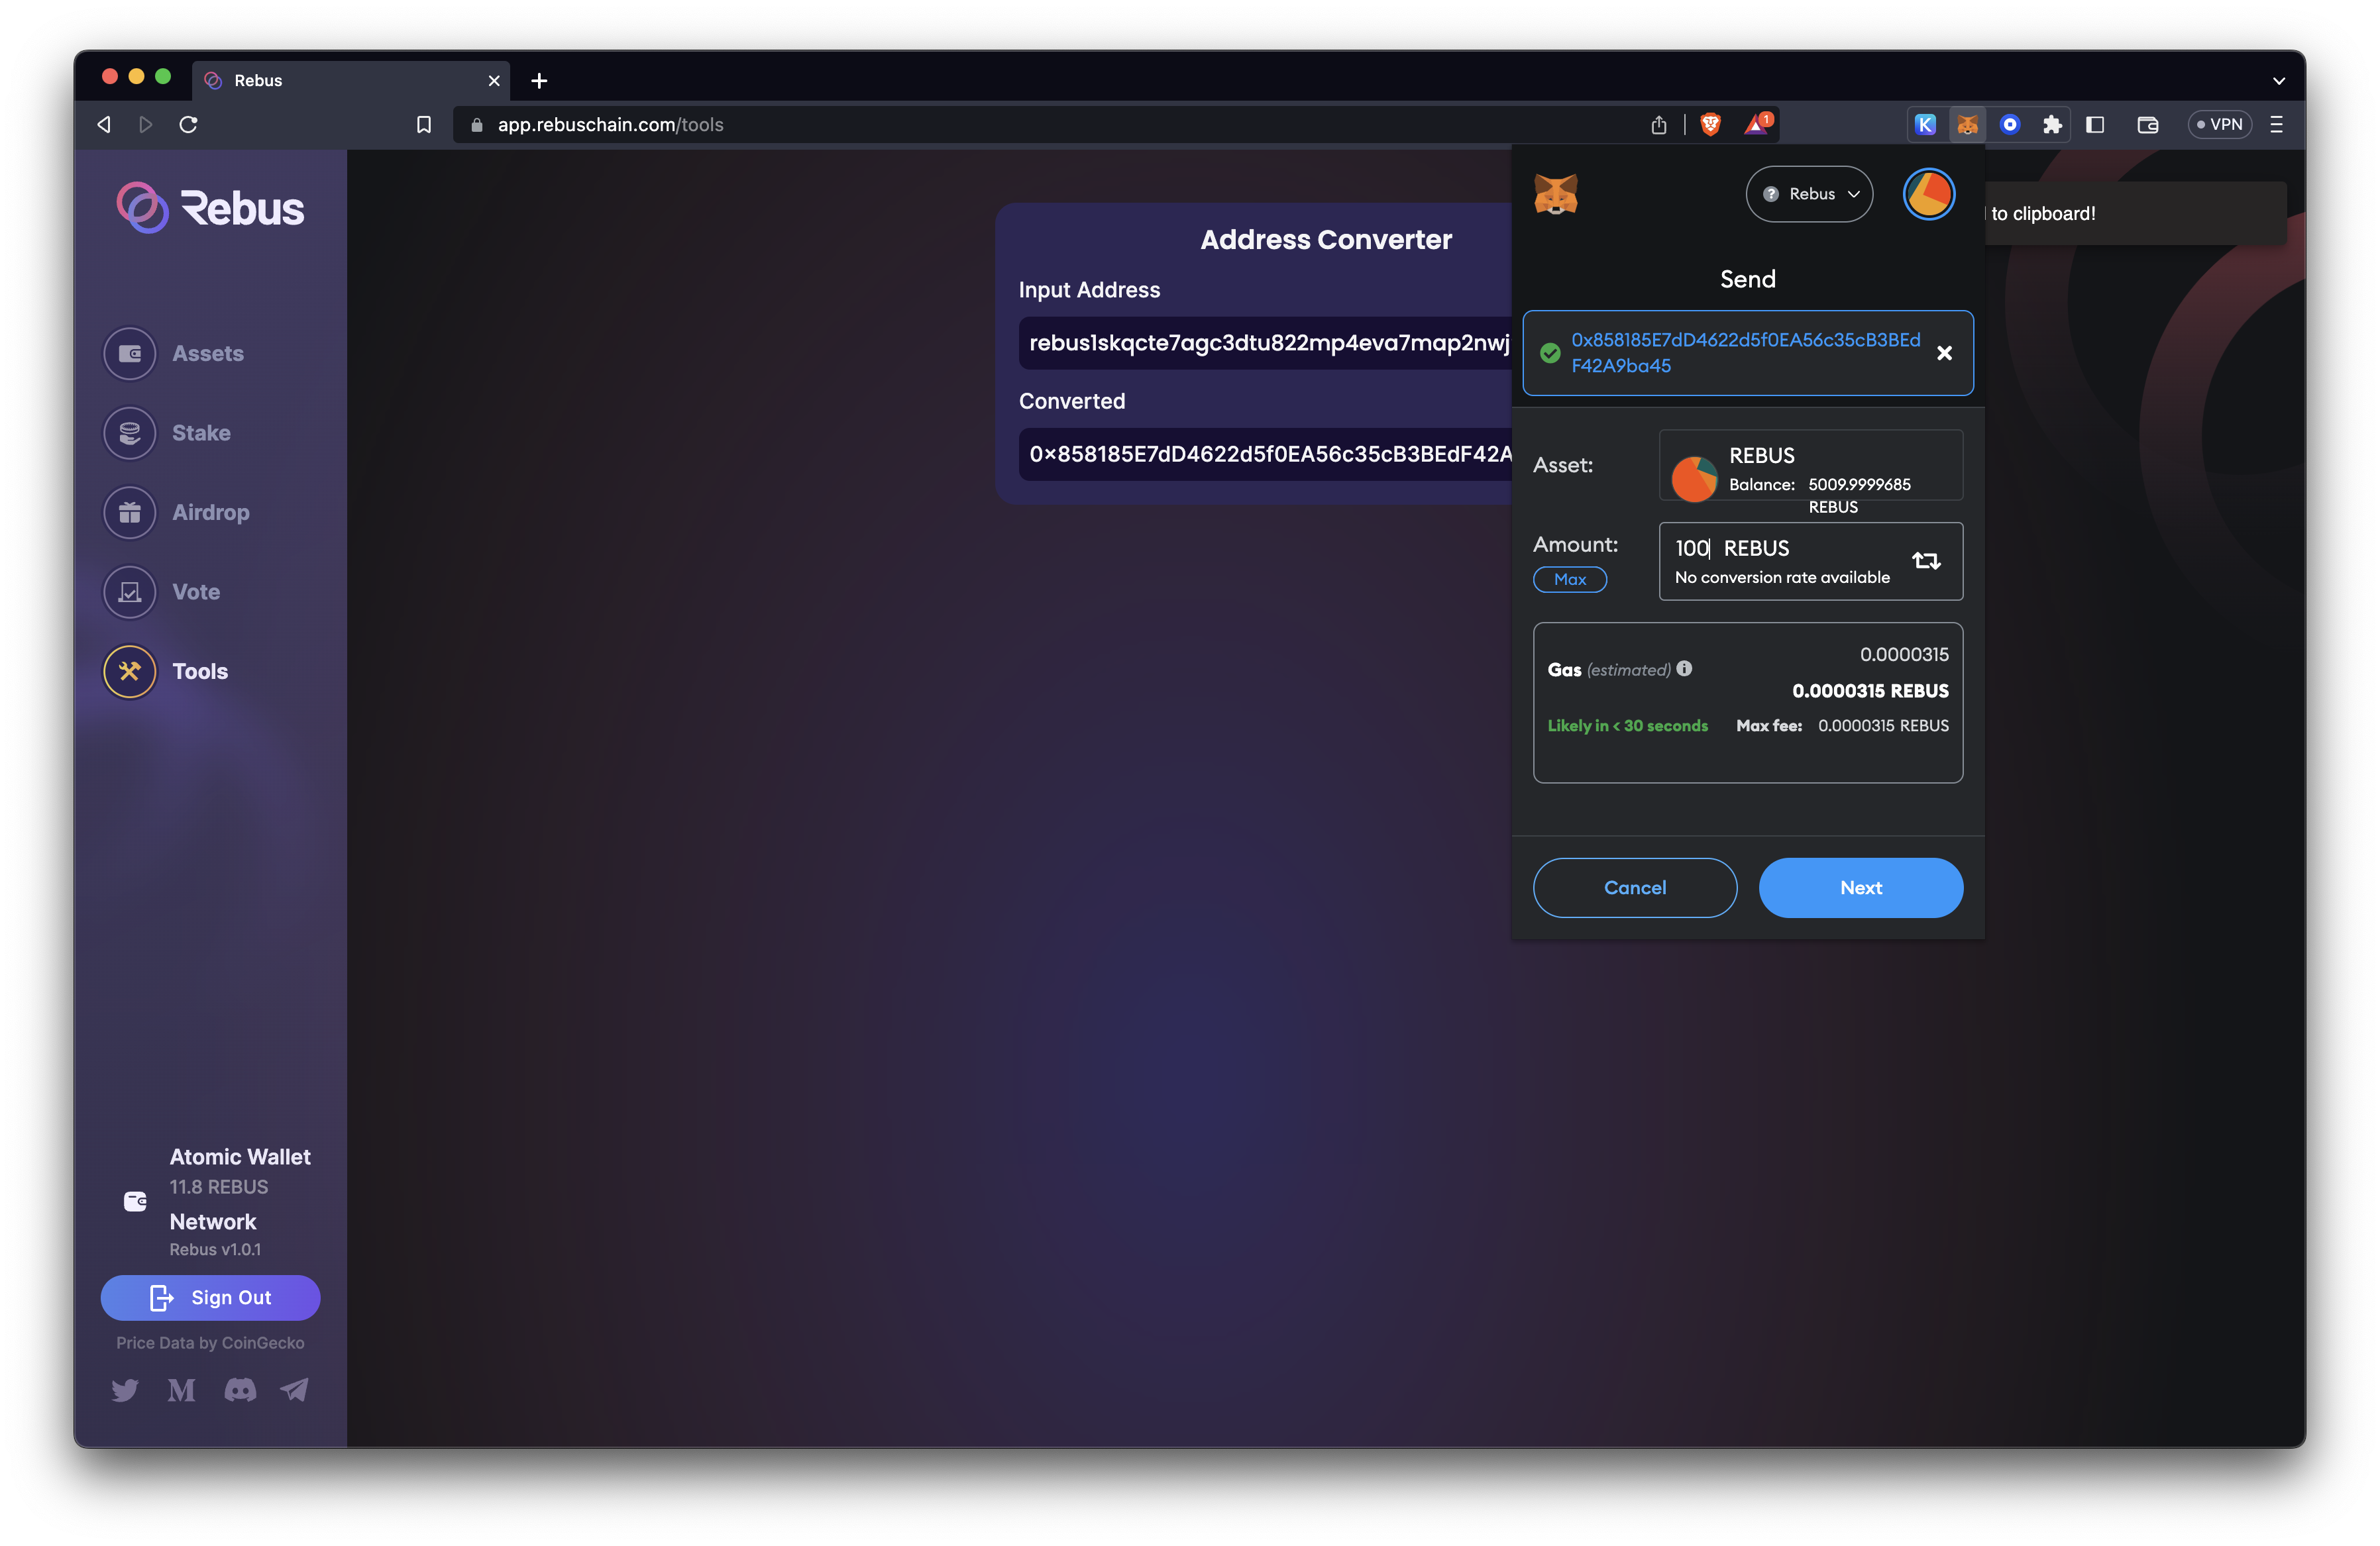 Rebus
app.rebuschain.com/tools
1
VPN
Rebus
Assets
Stake
Airdrop
Vote
Tools
Atomic Wallet
11.8 REBUS
Network
Rebus v1.0.1
Sign Out
Price Data by CoinGecko
Address Converter
Input Address
rebus1skqcte7agc3dtu822mp4eva7map2nwj
Converted
0x858185E7dD4622d5f0EA56c35cB3BEdF42A
Rebus
to clipboard!
Send
0x858185E7dD4622d5f0EA56c35cB3BEd
F42A9ba45
Asset:
REBUS
Balance: 5009.9999685
REBUS
Amount:
Max
100 REBUS
No conversion rate available
Gas (estimated)
0.0000315
0.0000315 REBUS
Likely in < 30 seconds Max fee: 0.0000315 REBUS
Cancel
Next